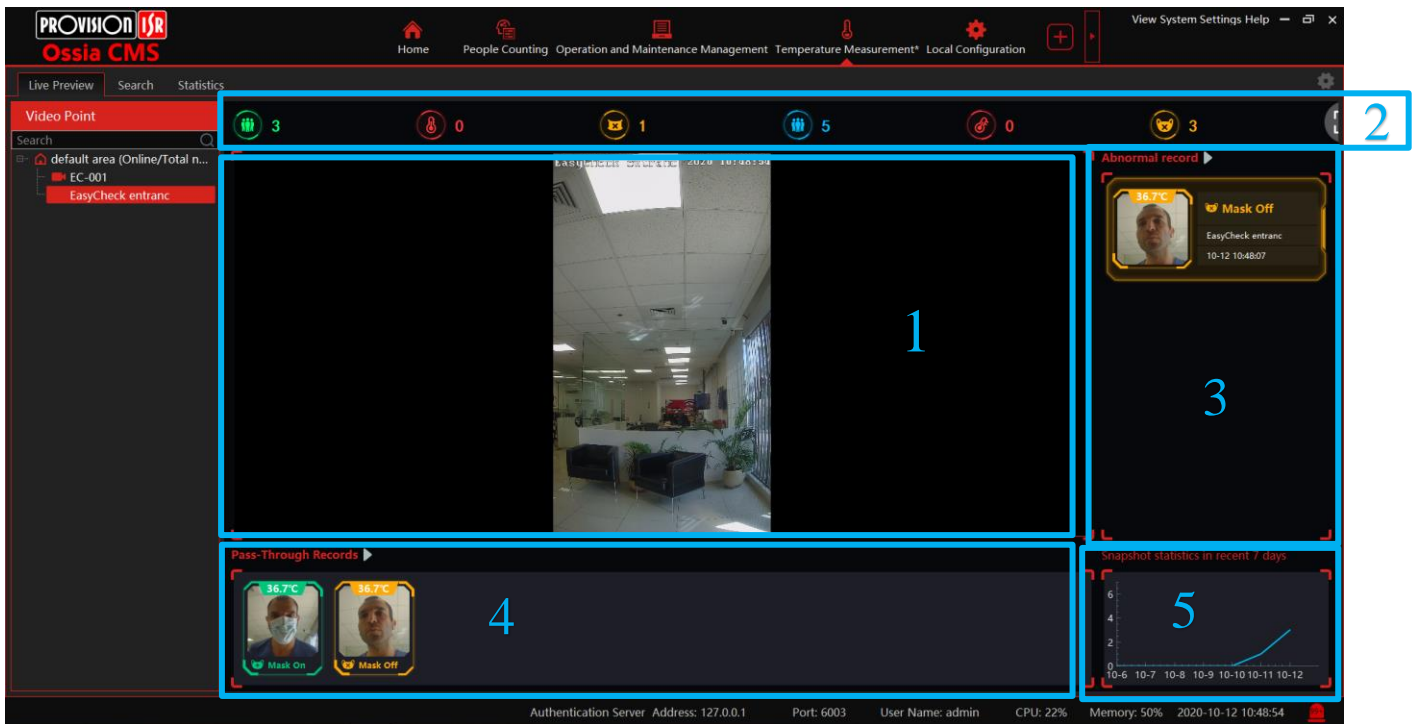 PROVISION ISR
Ossia CMS
Home
People Counting
Operation and Maintenance Management
Temperature Measurement*
Local Configuration
View System Settings Help
Live Preview
Search
Statistics
Video Point
Search
default area (Online/Total n...
EC-001
EasyCheck entranc
3
0
1
5
0
3
2
2020 10:48:54
1
Abnormal record
36.7℃
Mask Off
EasyCheck entranc
10-12 10:48:07
3
Pass-Through Records
36.7℃
Mask On
36.7℃
Mask Off
4
Snapshot statistics in recent 7 days
6
4
2
0
10-6 10-7 10-8 10-9 10-10 10-11 10-12
5
Authentication Server Address: 127.0.0.1
Port: 6003
User Name: admin
CPU: 22%
Memory: 50%
2020-10-12 10:48:54